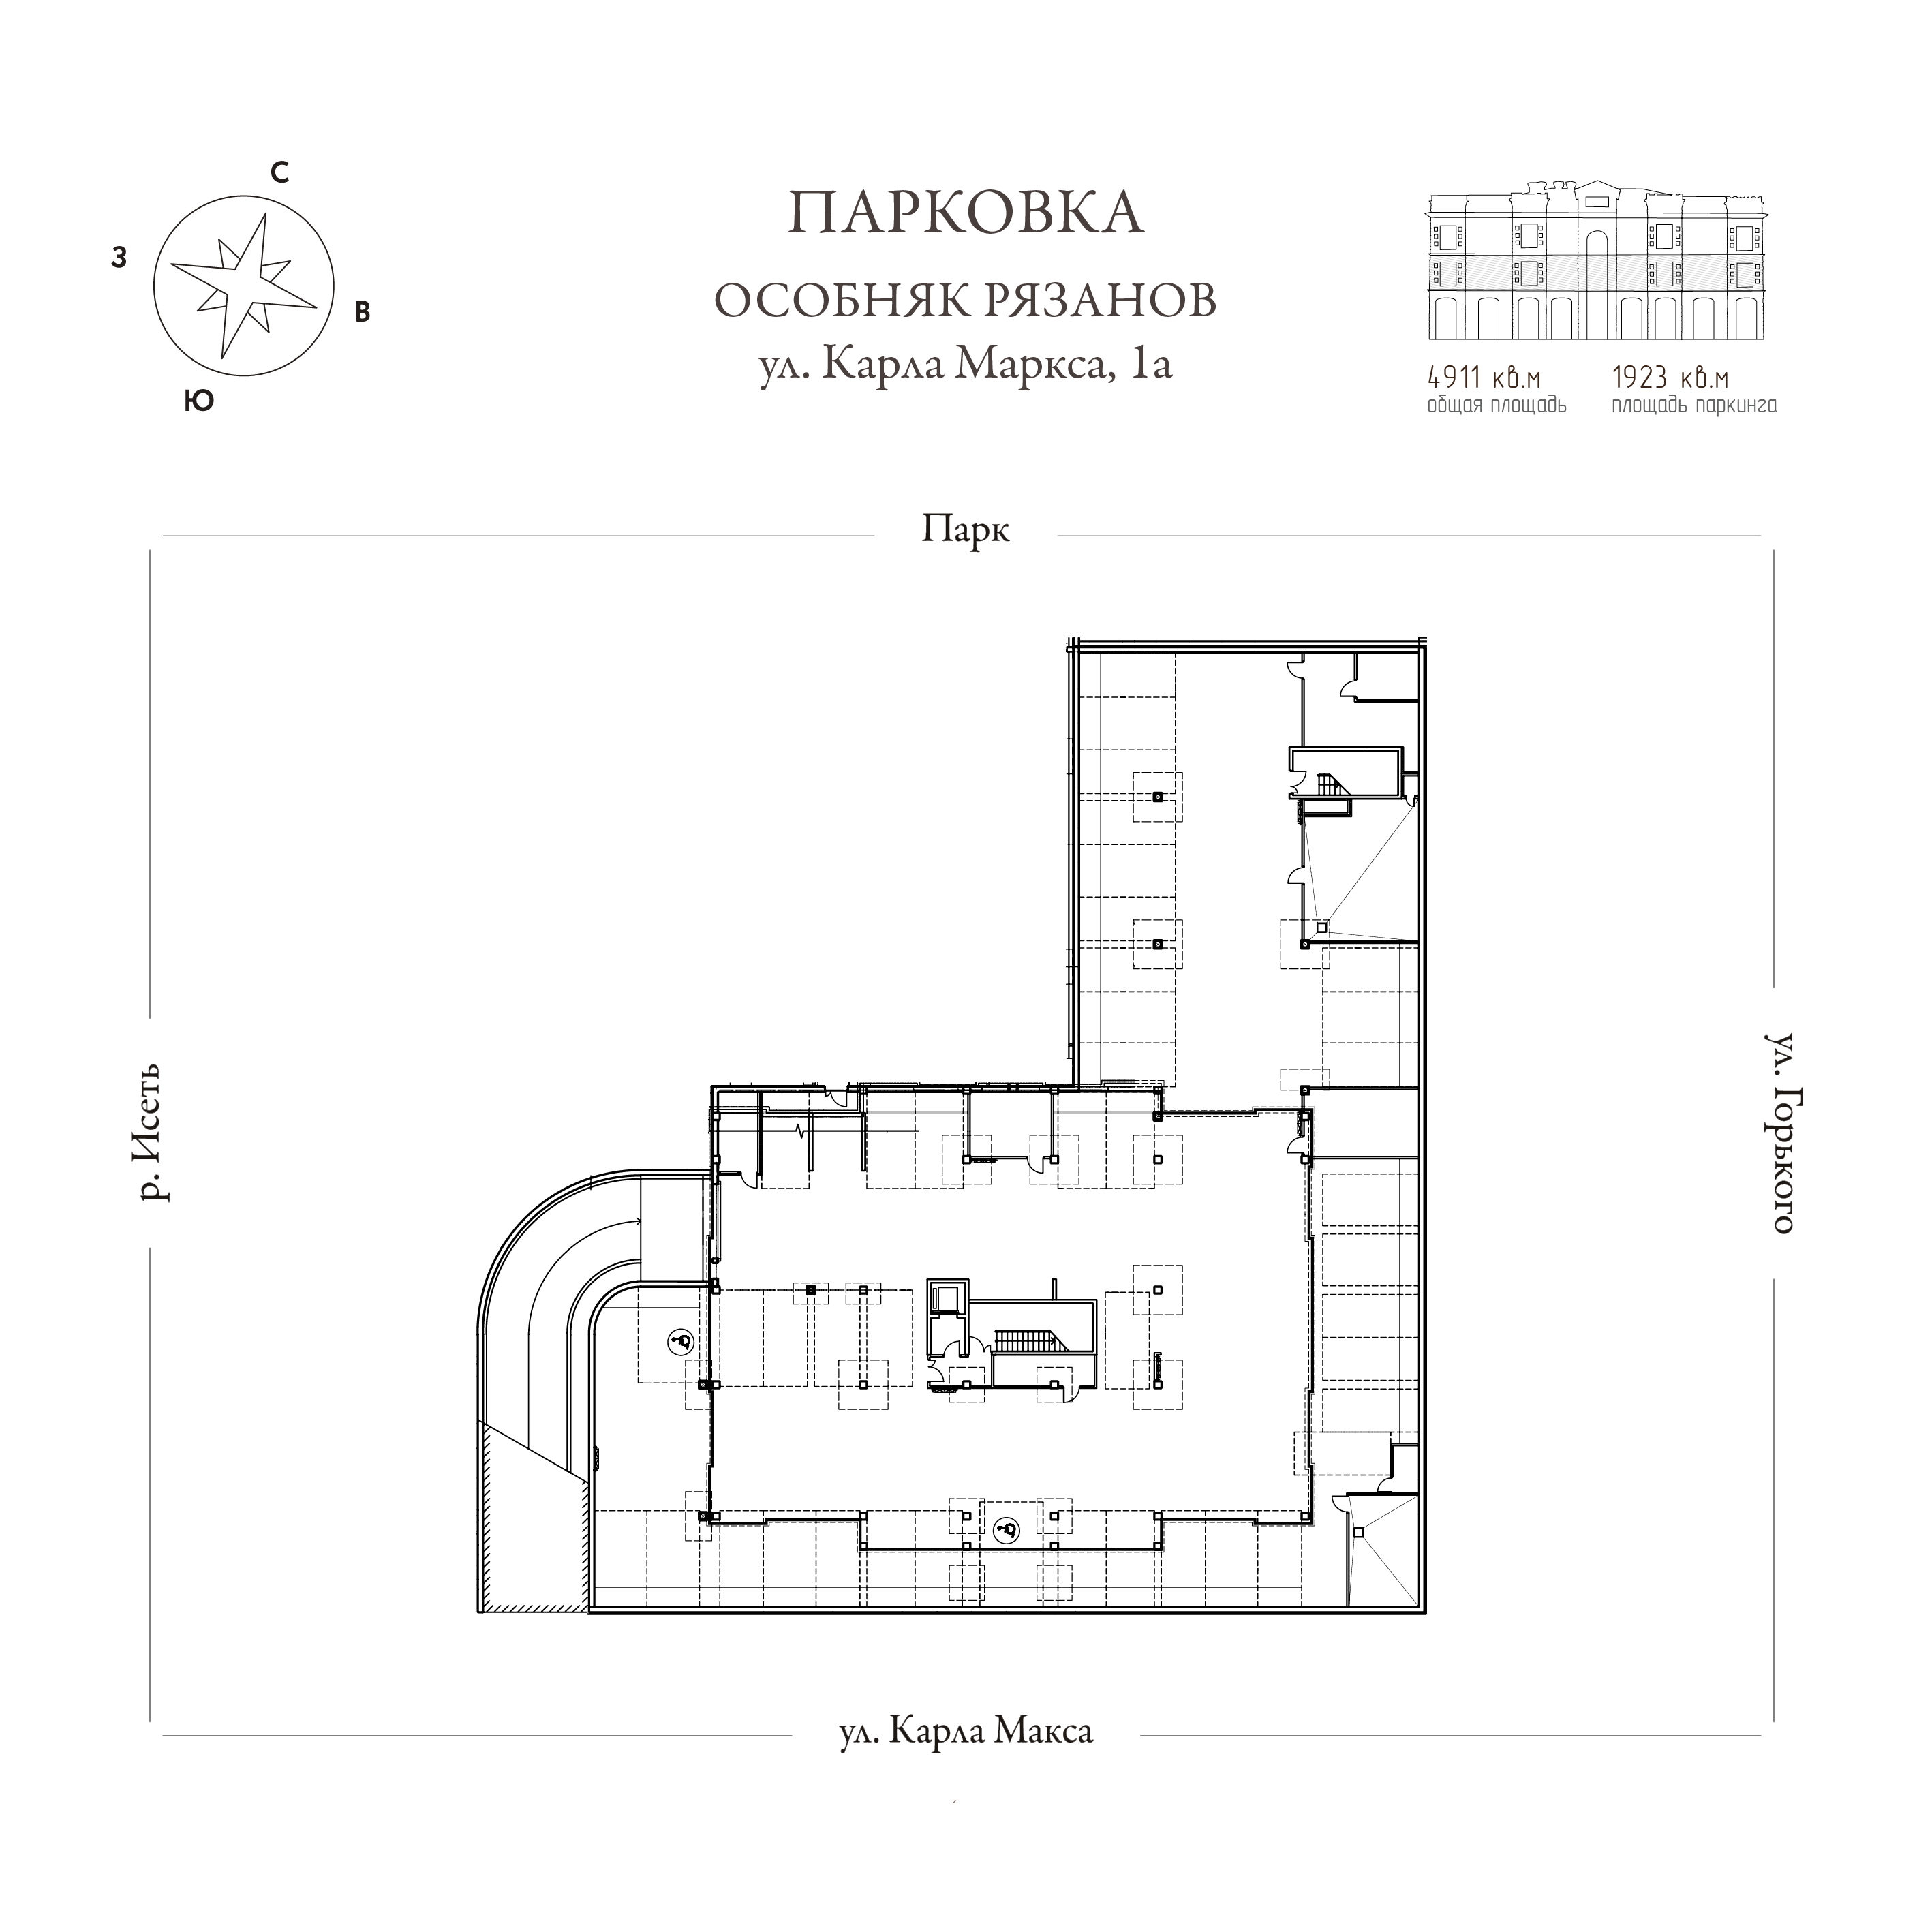 С
З
В
Ю
ПАРКОВКА
ОСОБНЯК РЯЗАНОВ
ул. Карла Маркса, 1а
4911 кв.м
общая площадь
1923 кв.м
площадь паркинга
Парк
р. Исеть
ул. Горького
ул. Карла Макса